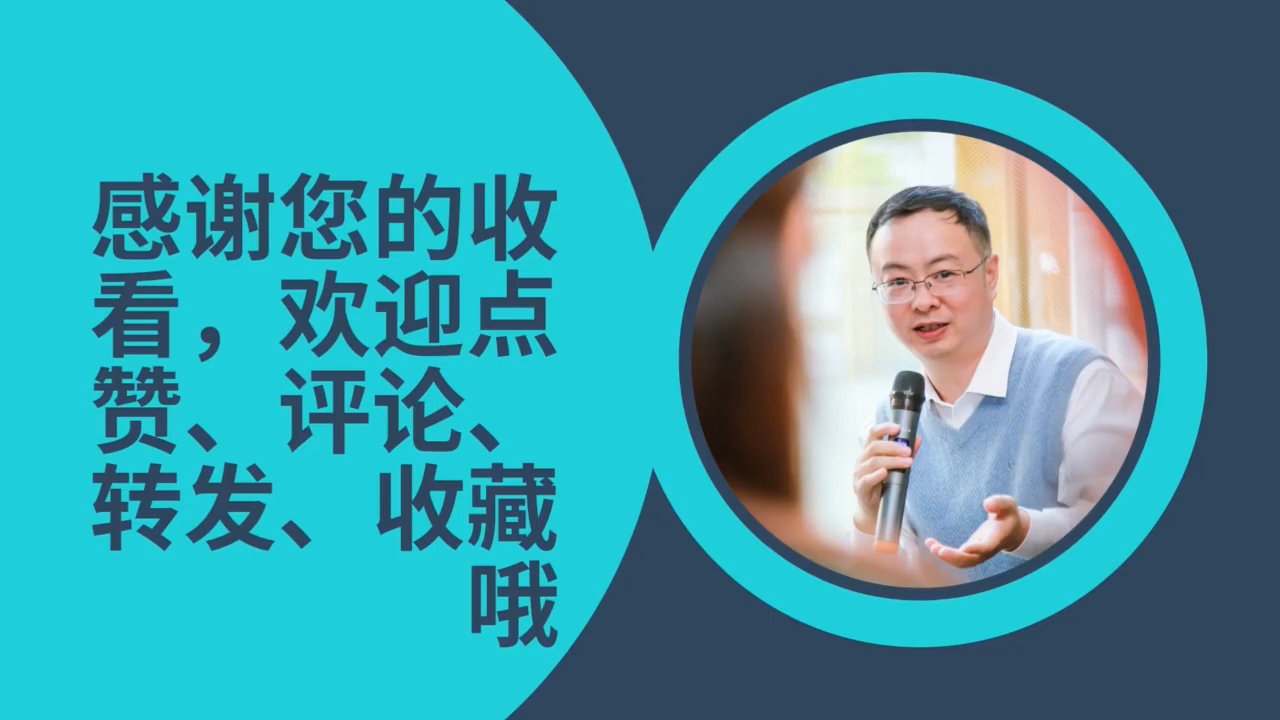 感谢您的收
看，欢迎点
赞、评论、
转发、收藏
哦